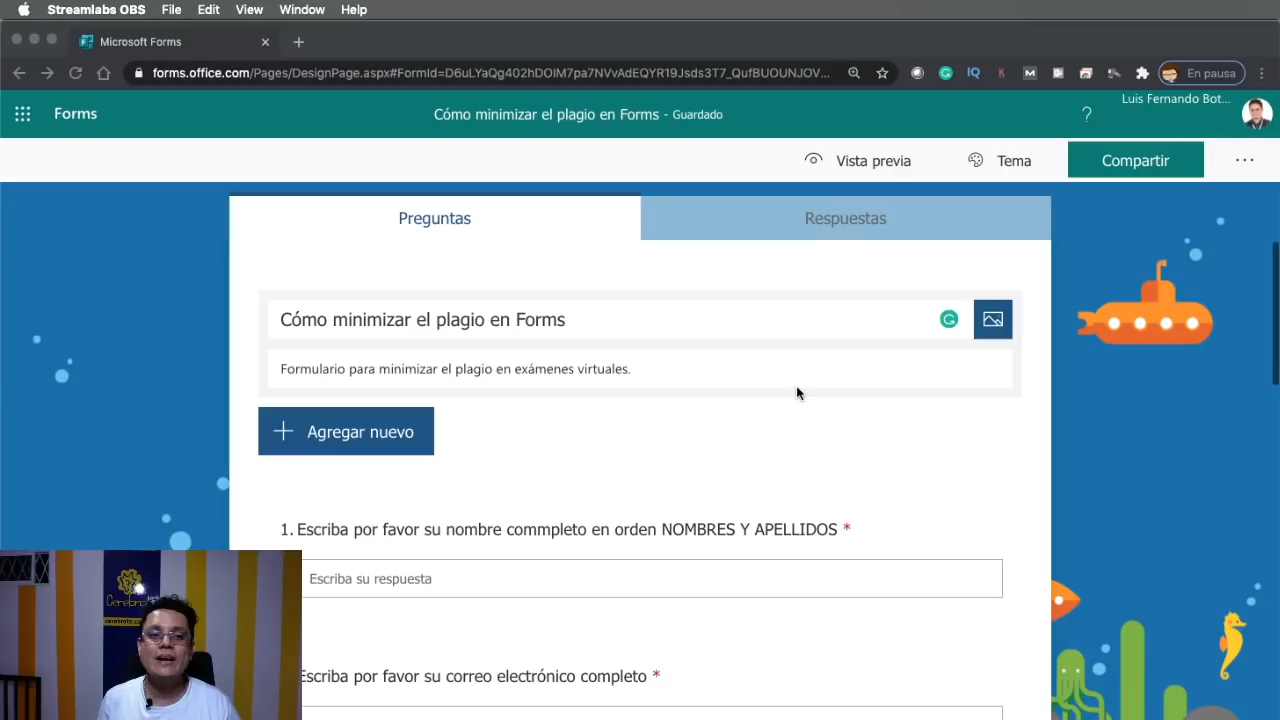 Streamlabs OBS File Edit View Window Help
Microsoft Forms
forms.office.com/Pages/DesignPage.aspx#FormId=D6uLYaQg402hDOIM7pa7NVvAdEQYR19Jsds3T7_QufBUOUNJOV...
En pausa
Forms
Cómo minimizar el plagio en Forms - Guardado
?
Luis Fernando Bot...
Vista previa
Tema
Compartir
...
Preguntas
Respuestas
Cómo minimizar el plagio en Forms
Formulario para minimizar el plagio en exámenes virtuales.
Agregar nuevo
1. Escriba por favor su nombre commpleto en orden NOMBRES Y APELLIDOS *
Escriba su respuesta
Escriba por favor su correo electrónico completo *